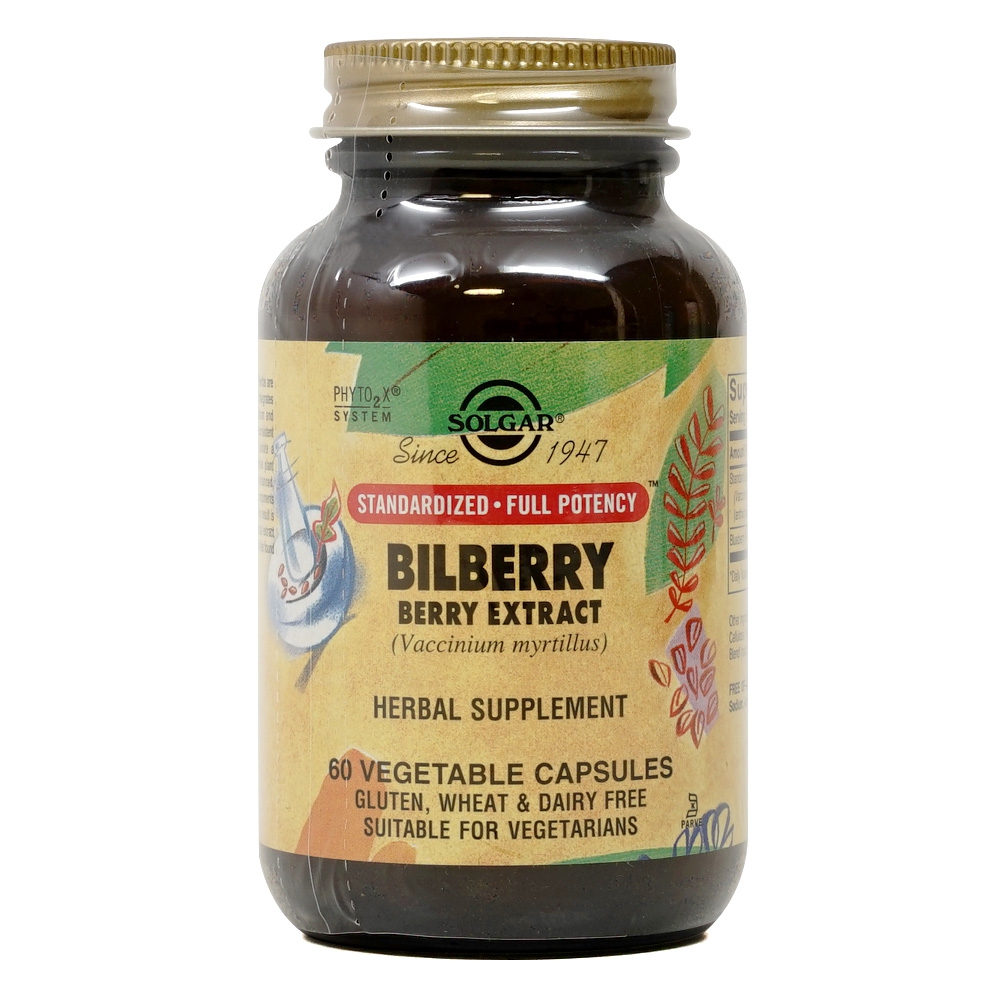 PHYTO2X®
SYSTEM
SOLGAR®
Since 1947
STANDARDIZED • FULL POTENCY™
BILBERRY
BERRY EXTRACT
(Vaccinium myrtillus)
HERBAL SUPPLEMENT
60 VEGETABLE CAPSULES
GLUTEN, WHEAT & DAIRY FREE
SUITABLE FOR VEGETARIANS
PARVE